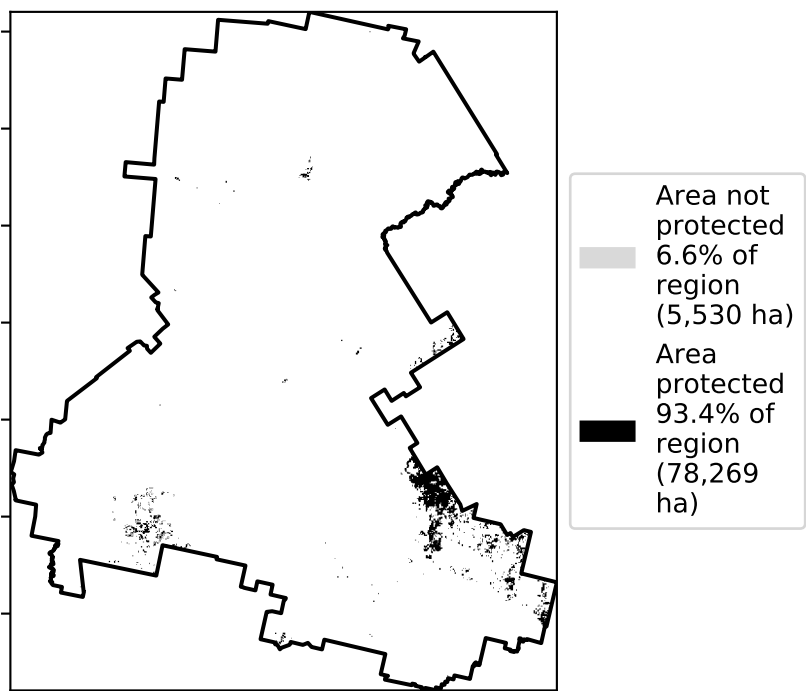 Area not
protected
6.6% of
region
(5,530 ha)
Area
protected
93.4% of
region
(78,269
ha)